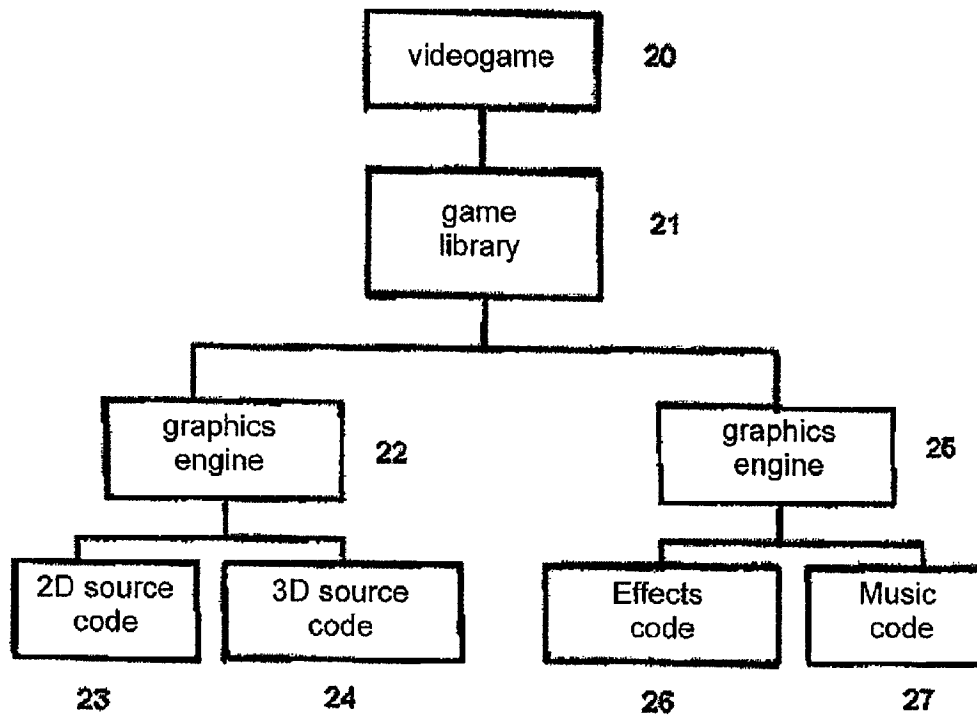 videogame
20
game
library
21
graphics
engine
22
graphics
engine
25
2D source
code
3D source
code
Effects
code
Music
code
23
24
26
27